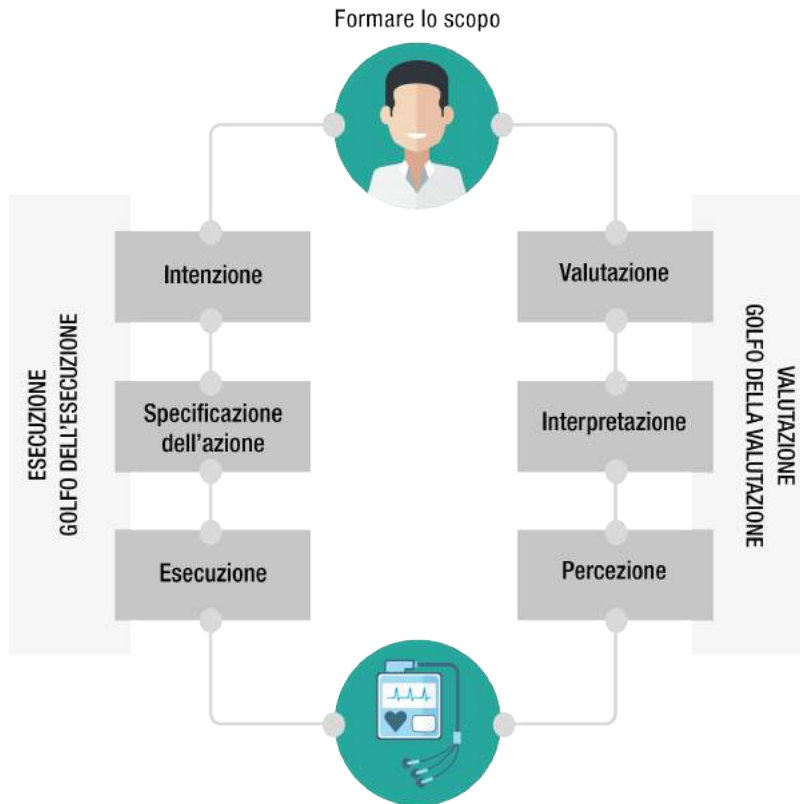 Formare lo scopo
ESECUZIONE
GOLFO DELL'ESECUZIONE
Intenzione
Specificazione
dell'azione
Esecuzione
Valutazione
Interpretazione
Percezione
VALUTAZIONE
GOLFO DELLA VALUTAZIONE